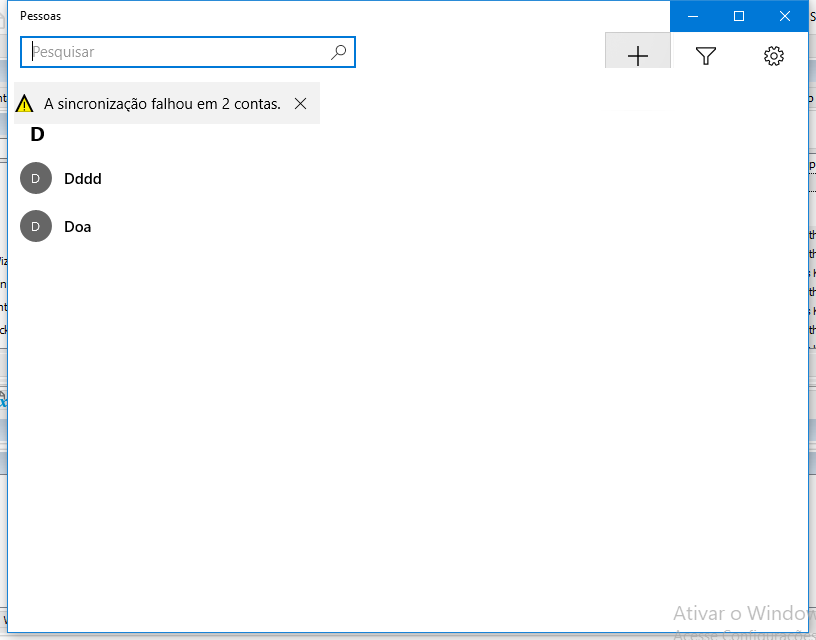 Pessoas
Pesquisar
A sincronização falhou em 2 contas.
D
D Dddd
D Doa
Ativar o Window
Acesse Configurações